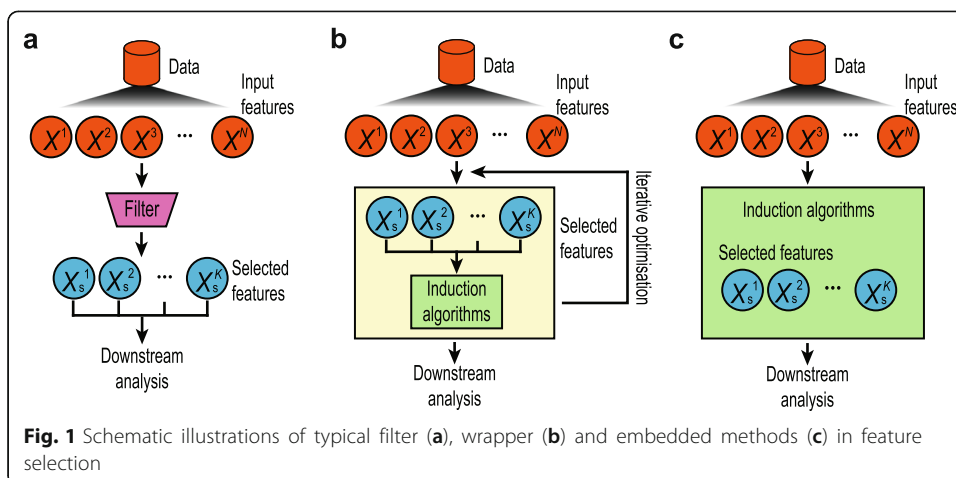 a
Data
Input
features
X1 X2 X3 ... XN
Filter
Xs1 Xs2 ... XsK
Selected
features
Downstream
analysis
b
Data
Input
features
X1 X2 X3 ... XN
Iterative optimisation
Xs1 Xs2 ... XsK
Selected
features
Induction
algorithms
Downstream
analysis
c
Data
Input
features
X1 X2 X3 ... XN
Induction algorithms
Selected features
Xs1 Xs2 ... XsK
Downstream
analysis
Fig. 1 Schematic illustrations of typical filter (a), wrapper (b) and embedded methods (c) in feature
selection